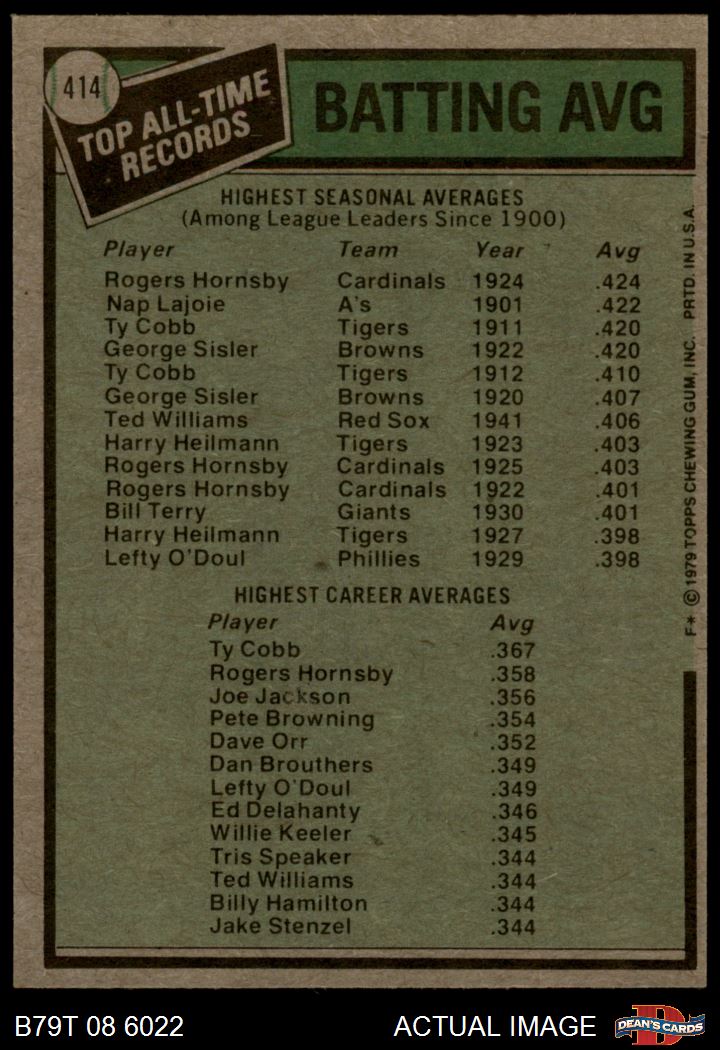 414
TOP ALL-TIME
RECORDS
BATTING AVG
HIGHEST SEASONAL AVERAGES
(Among League Leaders Since 1900)
Player Team Year Avg
Rogers Hornsby Cardinals 1924 .424
Nap Lajoie A's 1901 .422
Ty Cobb Tigers 1911 .420
George Sisler Browns 1922 .420
Ty Cobb Tigers 1912 .410
George Sisler Browns 1920 .407
Ted Williams Red Sox 1941 .406
Harry Heilmann Tigers 1923 .403
Rogers Hornsby Cardinals 1925 .403
Rogers Hornsby Cardinals 1922 .401
Bill Terry Giants 1930 .401
Harry Heilmann Tigers 1927 .398
Lefty O'Doul Phillies 1929 .398
HIGHEST CAREER AVERAGES
Player Avg
Ty Cobb .367
Rogers Hornsby .358
Joe Jackson .356
Pete Browning .354
Dave Orr .352
Dan Brouthers .349
Lefty O'Doul .349
Ed Delahanty .346
Willie Keeler .345
Tris Speaker .344
Ted Williams .344
Billy Hamilton .344
Jake Stenzel .344
F* © 1979 TOPPS CHEWING GUM, INC. PRTD. IN U.S.A.
B79T 08 6022 ACTUAL IMAGE
D
DEAN'S CARDS